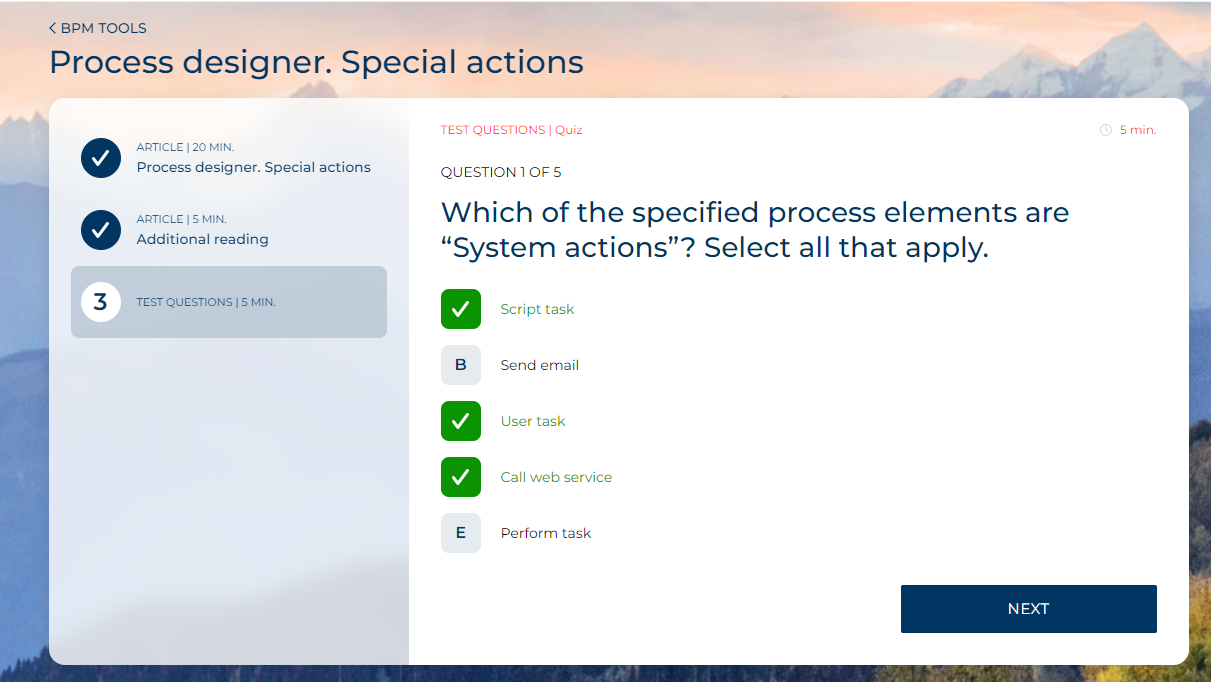 BPM TOOLS
Process designer. Special actions
ARTICLE | 20 MIN.
Process designer. Special actions
ARTICLE | 5 MIN.
Additional reading
3
TEST QUESTIONS | 5 MIN.
TEST QUESTIONS | Quiz
5 min.
QUESTION 1 OF 5
Which of the specified process elements are
“System actions”? Select all that apply.
Script task
B Send email
User task
Call web service
E Perform task
NEXT